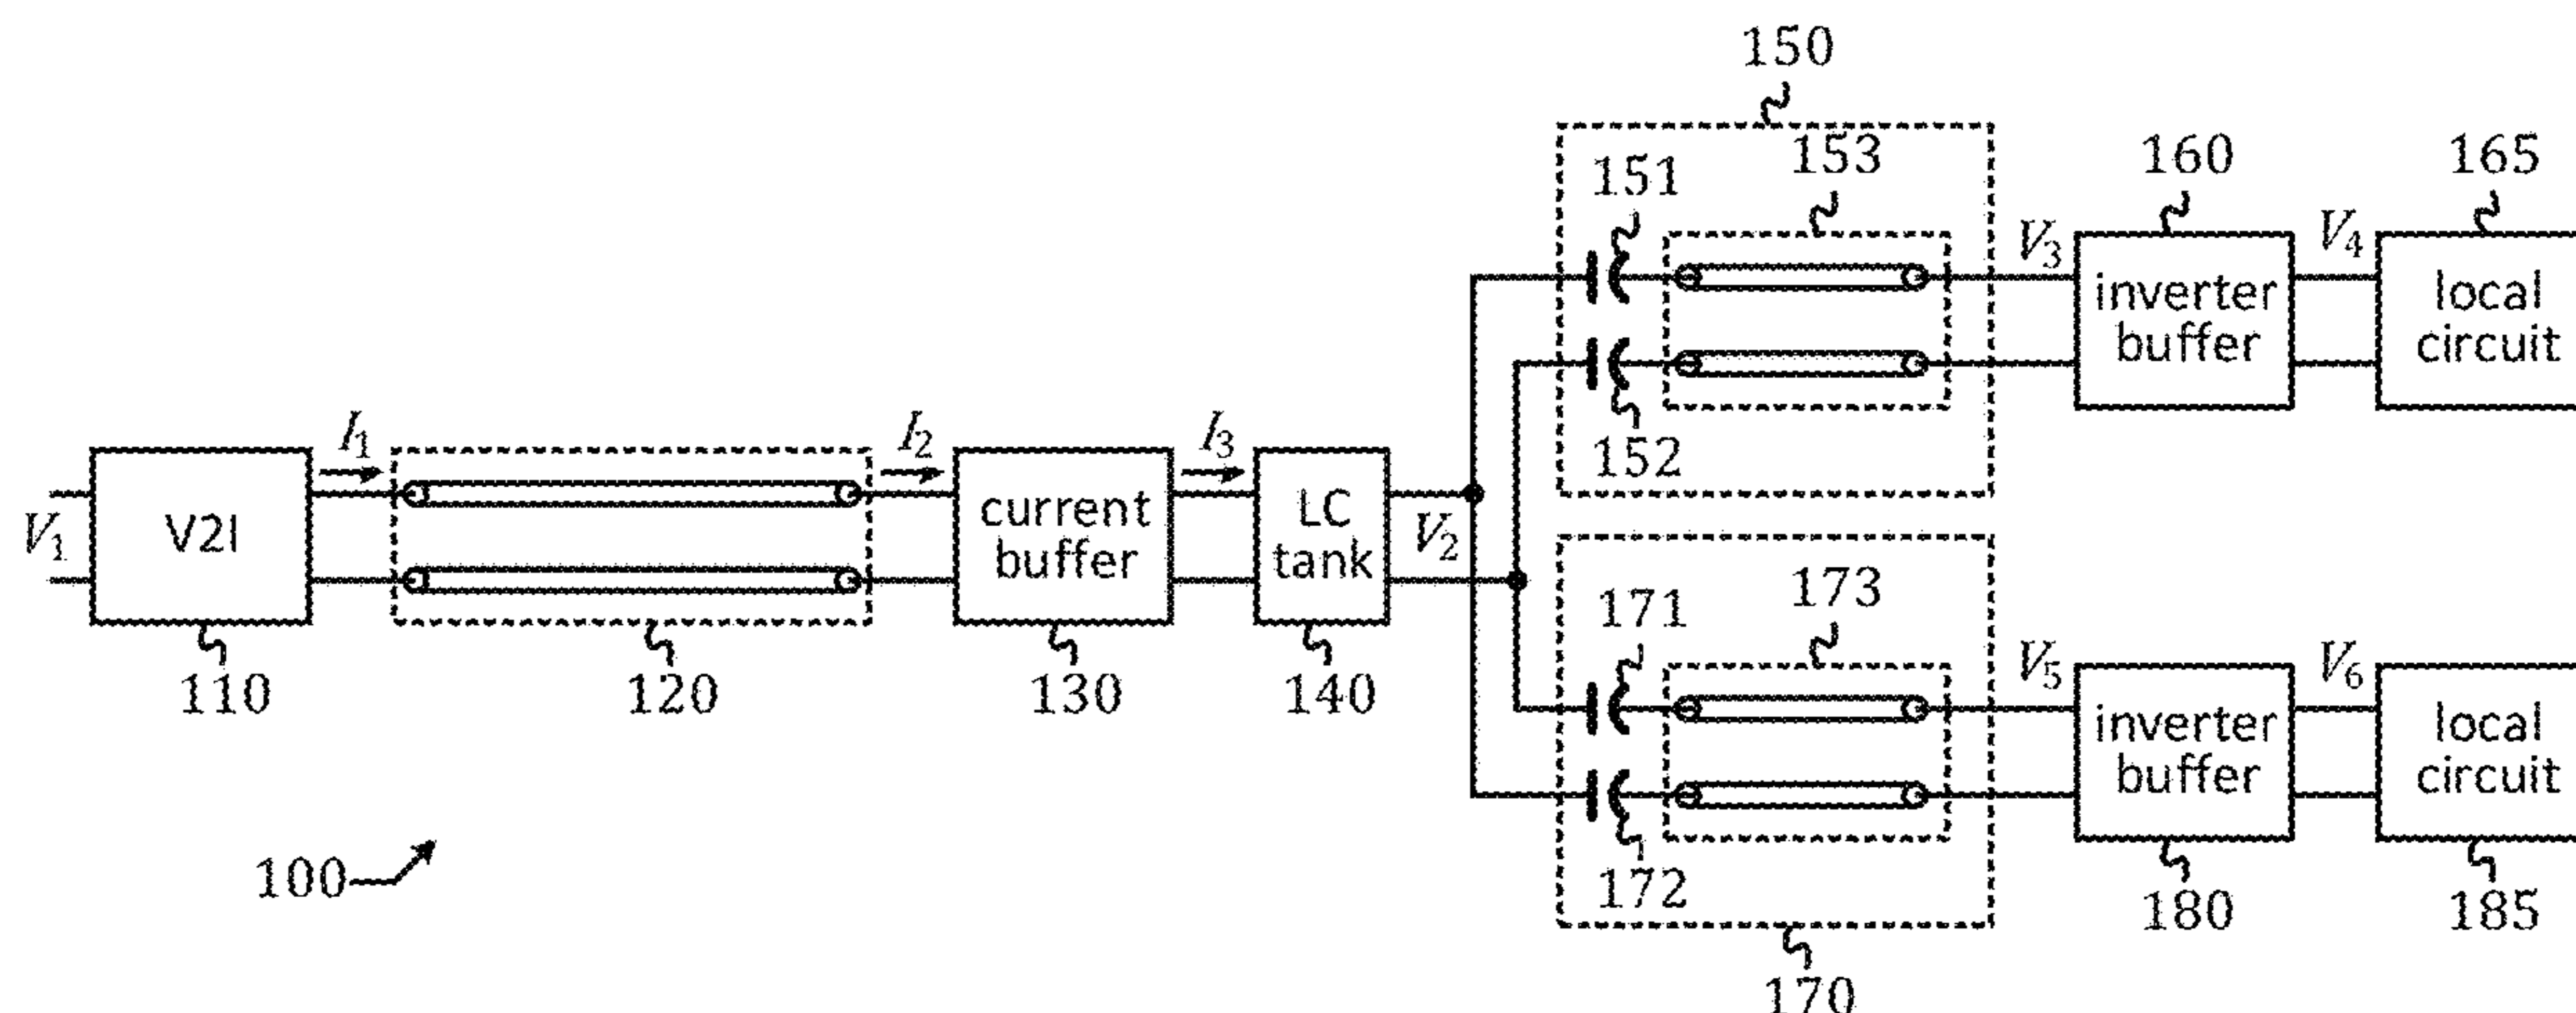 150
151
153
160
165
V3
inverter
buffer
V4
local
circuit
152
V1
V2I
I1
I2
current
buffer
I3
LC
tank
V2
110
120
130
140
171
173
V5
inverter
buffer
V6
local
circuit
172
180
185
100
170